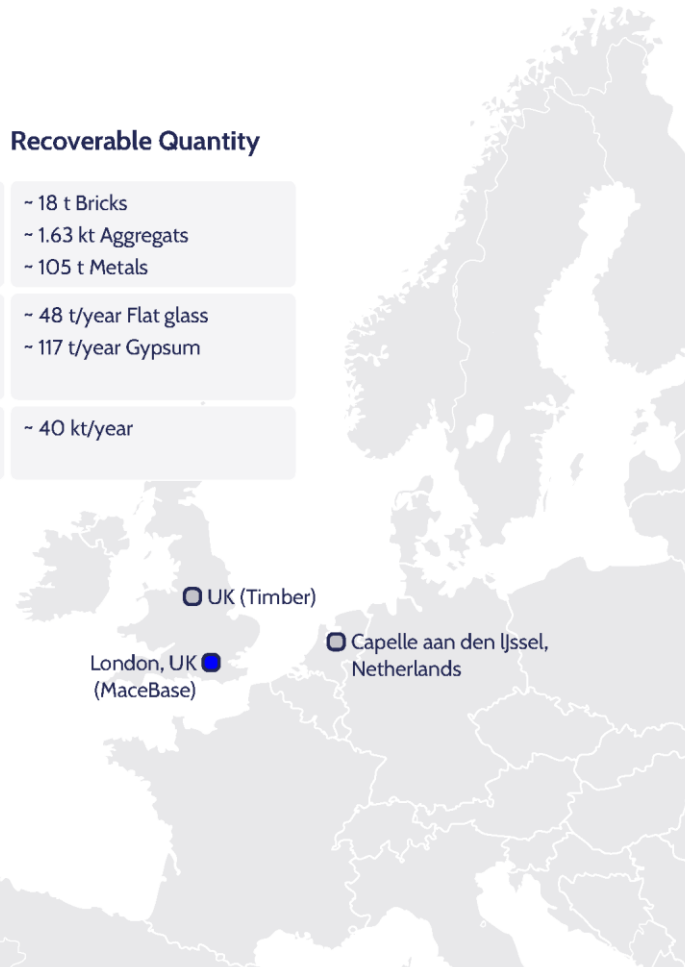 Recoverable Quantity
~ 18 t Bricks
~ 1.63 kt Aggregats
~ 105 t Metals
~ 48 t/year Flat glass
~ 117 t/year Gypsum
~ 40 kt/year
UK (Timber)
London, UK
(MaceBase)
Capelle aan den IJssel,
Netherlands